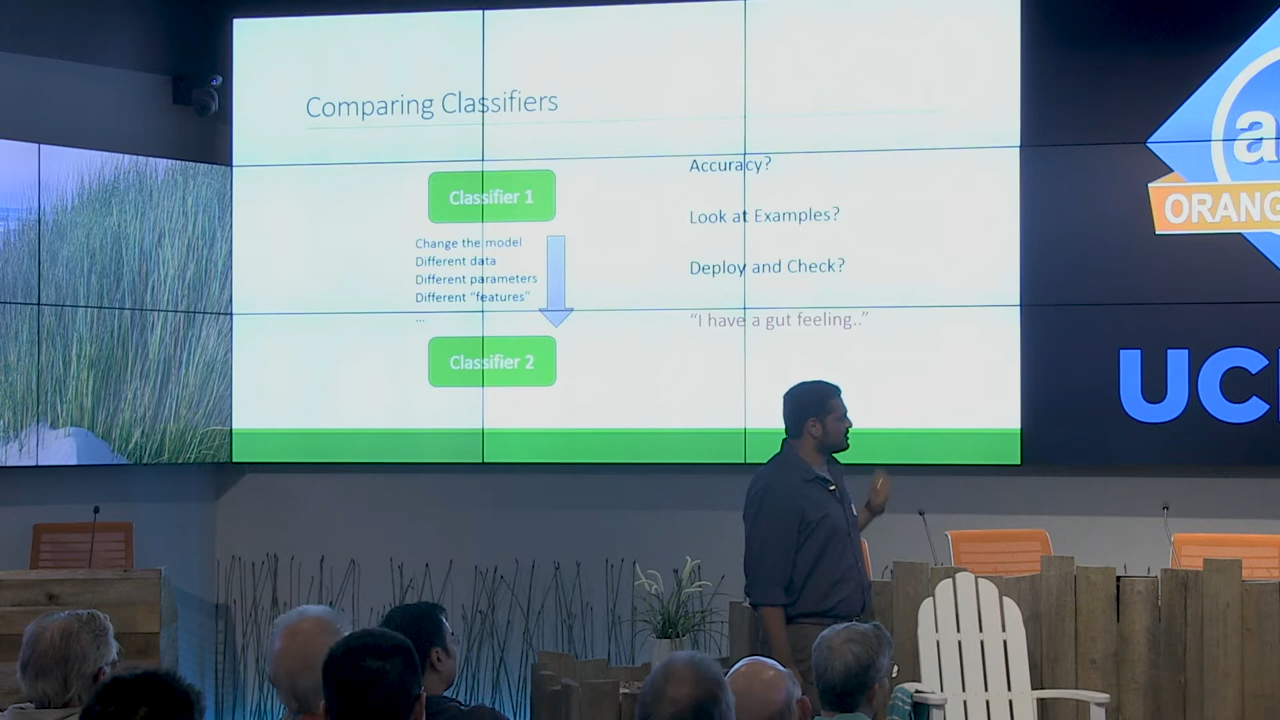 Comparing Classifiers
Classifier 1
Change the model
Different data
Different parameters
Different “features”
...
Classifier 2
Accuracy?
Look at Examples?
Deploy and Check?
“I have a gut feeling..”
a
ORANG
UC